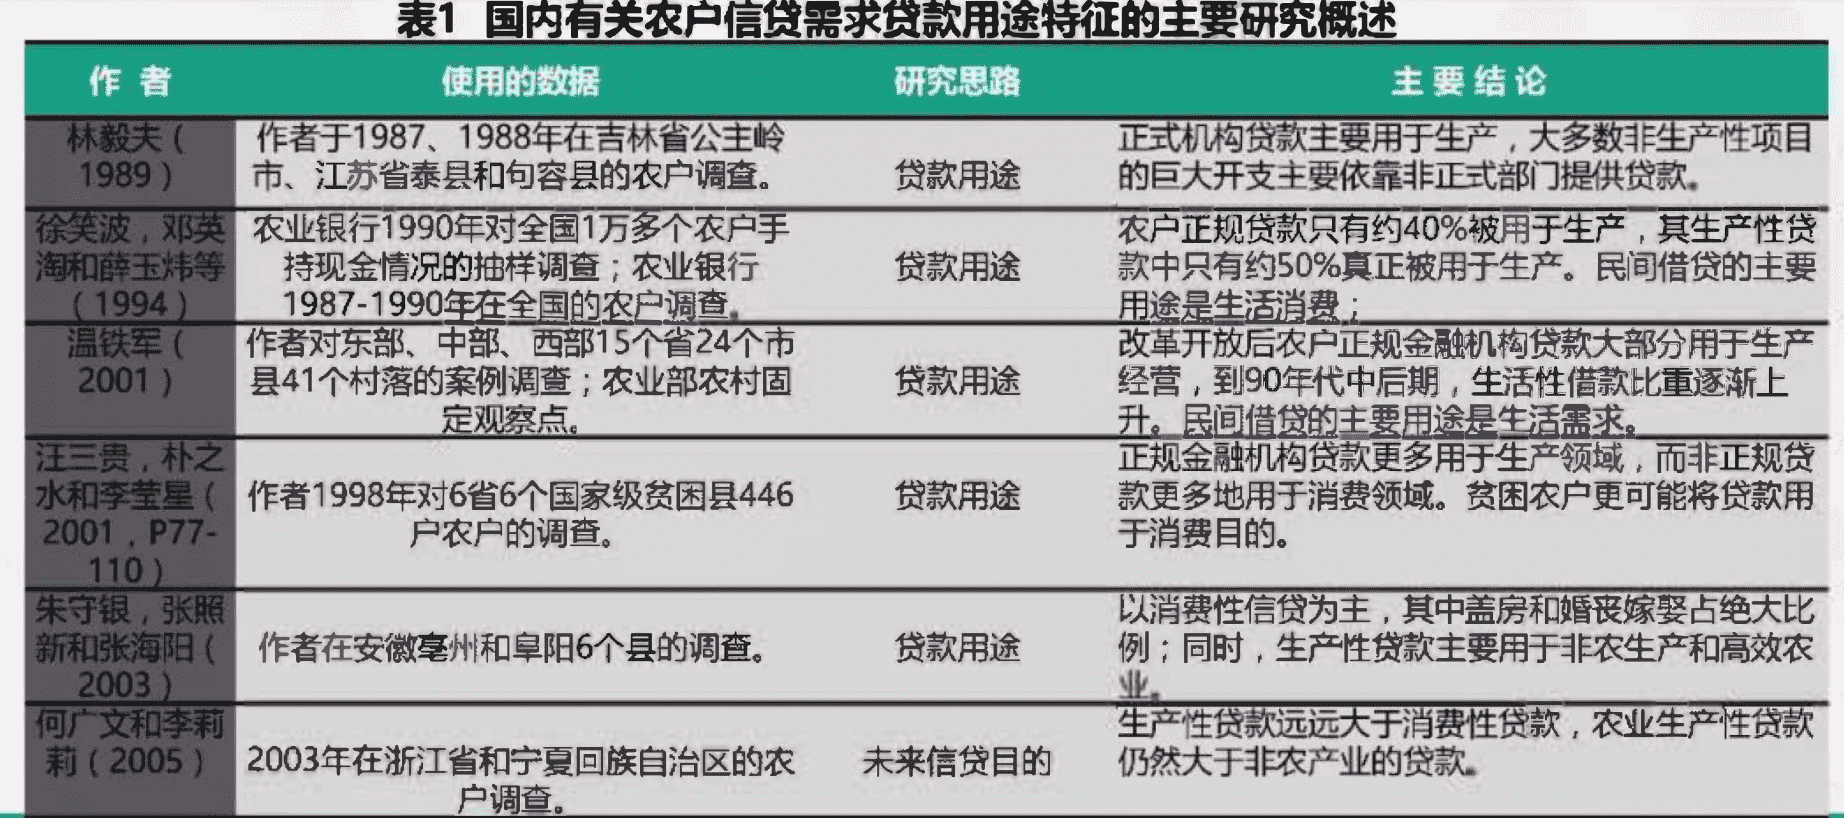 表1 国内有关农户信贷需求贷款用途特征的主要研究概述
作 者 使用的数据 研究思路 主 要 结 论
林毅夫（
1989）
作者于1987、1988年在吉林省公主岭
市、江苏省泰县和句容县的农户调查。
贷款用途
正式机构贷款主要用于生产，大多数非生产性项目
的巨大开支主要依靠非正式部门提供贷款。
徐笑波，邓英
淘和薛玉炜等
（1994）
农业银行1990年对全国1万多个农户手
持现金情况的抽样调查；农业银行
1987-1990年在全国的农户调查。
贷款用途
农户正规贷款只有约40%被用于生产，其生产性贷
款中只有约50%真正被用于生产。民间借贷的主要
用途是生活消费；
温铁军（
2001）
作者对东部、中部、西部15个省24个市
县41个村落的案例调查；农业部农村固
定观察点。
贷款用途
改革开放后农户正规金融机构贷款大部分用于生产
经营，到90年代中后期，生活性借款比重逐渐上
升。民间借贷的主要用途是生活需求。
汪三贵，朴之
水和李莹星（
2001，P77-
110）
作者1998年对6省6个国家级贫困县446
户农户的调查。
贷款用途
正规金融机构贷款更多用于生产领域，而非正规贷
款更多地用于消费领域。贫困农户更可能将贷款用
于消费目的。
朱守银，张照
新和张海阳（
2003）
作者在安徽亳州和阜阳6个县的调查。
贷款用途
以消费性信贷为主，其中盖房和婚丧嫁娶占绝大比
例；同时，生产性贷款主要用于非农生产和高效农
业。
何广文和李莉
莉（2005）
2003年在浙江省和宁夏回族自治区的农
户调查。
未来信贷目的
生产性贷款远远大于消费性贷款，农业生产性贷款
仍然大于非农产业的贷款。